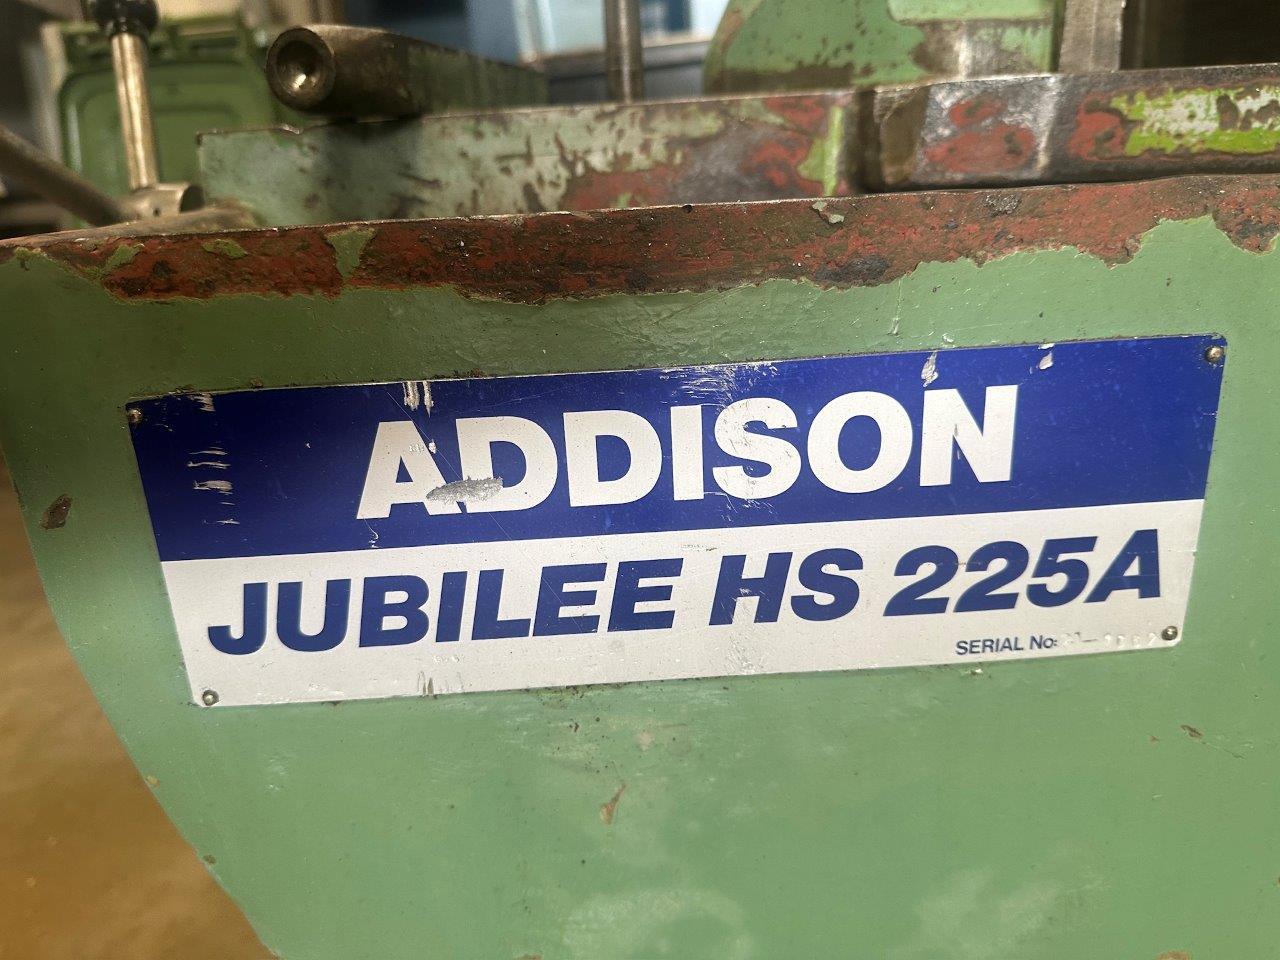 ADDISON
JUBILEE HS 225A
SERIAL No: